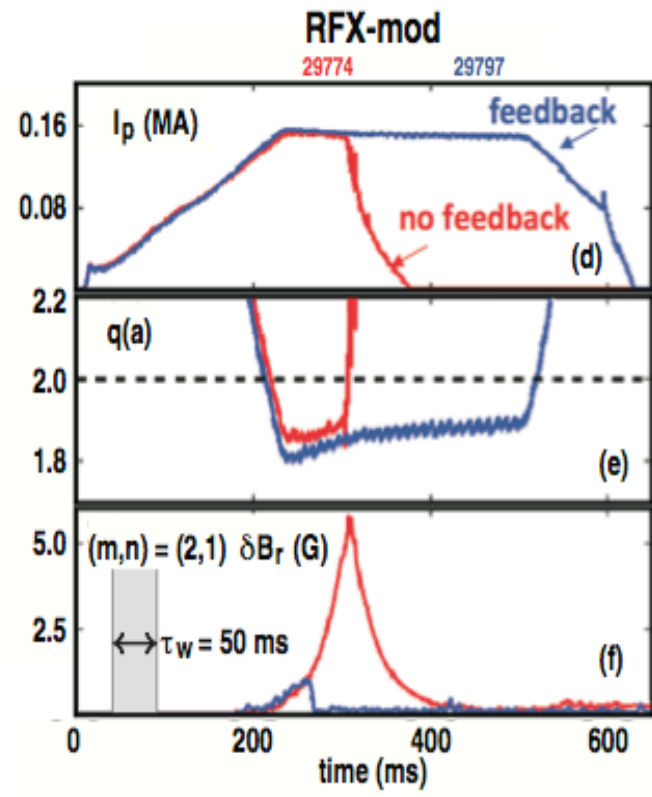 RFX-mod
29774 29797
I_p (MA)
feedback
no feedback
(d)
0.16
0.08
2.2
q(a)
2.0
1.8
(e)
(m,n) = (2,1) δB_r (G)
5.0
τ_w = 50 ms
2.5
(f)
0 200 400 600
time (ms)